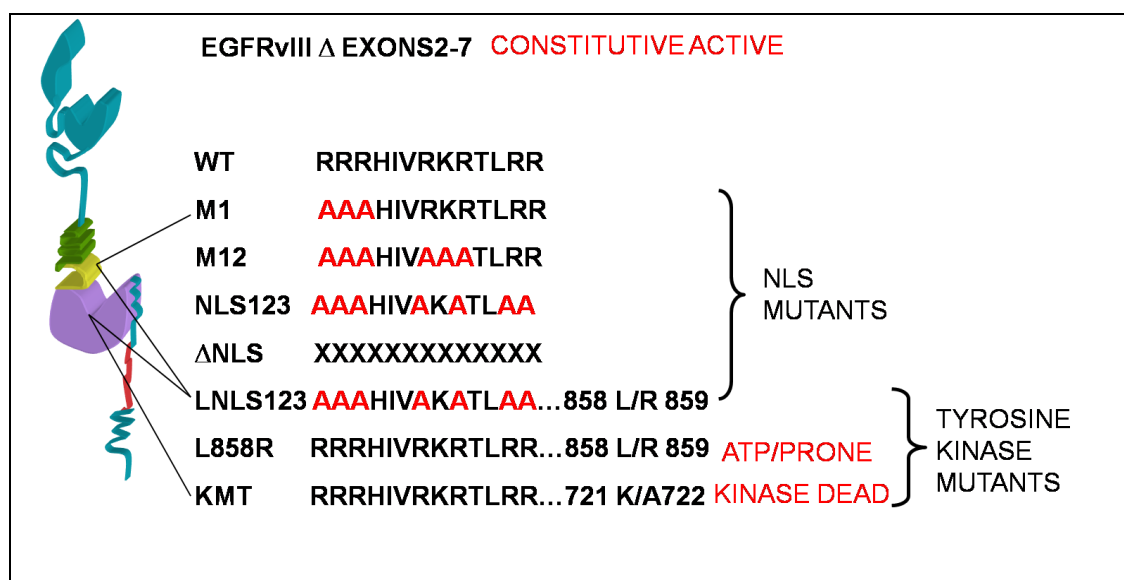 EGFRvIII Δ EXONS2-7 CONSTITUTIVE ACTIVE
WT RRRHIVRKRTLRR
M1 AAAHIVRKRTLRR
M12 AAAHIVAAATLRR
NLS123 AAAHIVAKATLAA
ΔNLS XXXXXXXXXXXXX
LNLS123 AAAHIVAKATLAA...858 L/R 859
L858R RRRHIVRKRTLRR...858 L/R 859 ATP/PRONE
KMT RRRHIVRKRTLRR...721 K/A722 KINASE DEAD
NLS
MUTANTS
TYROSINE
KINASE
MUTANTS